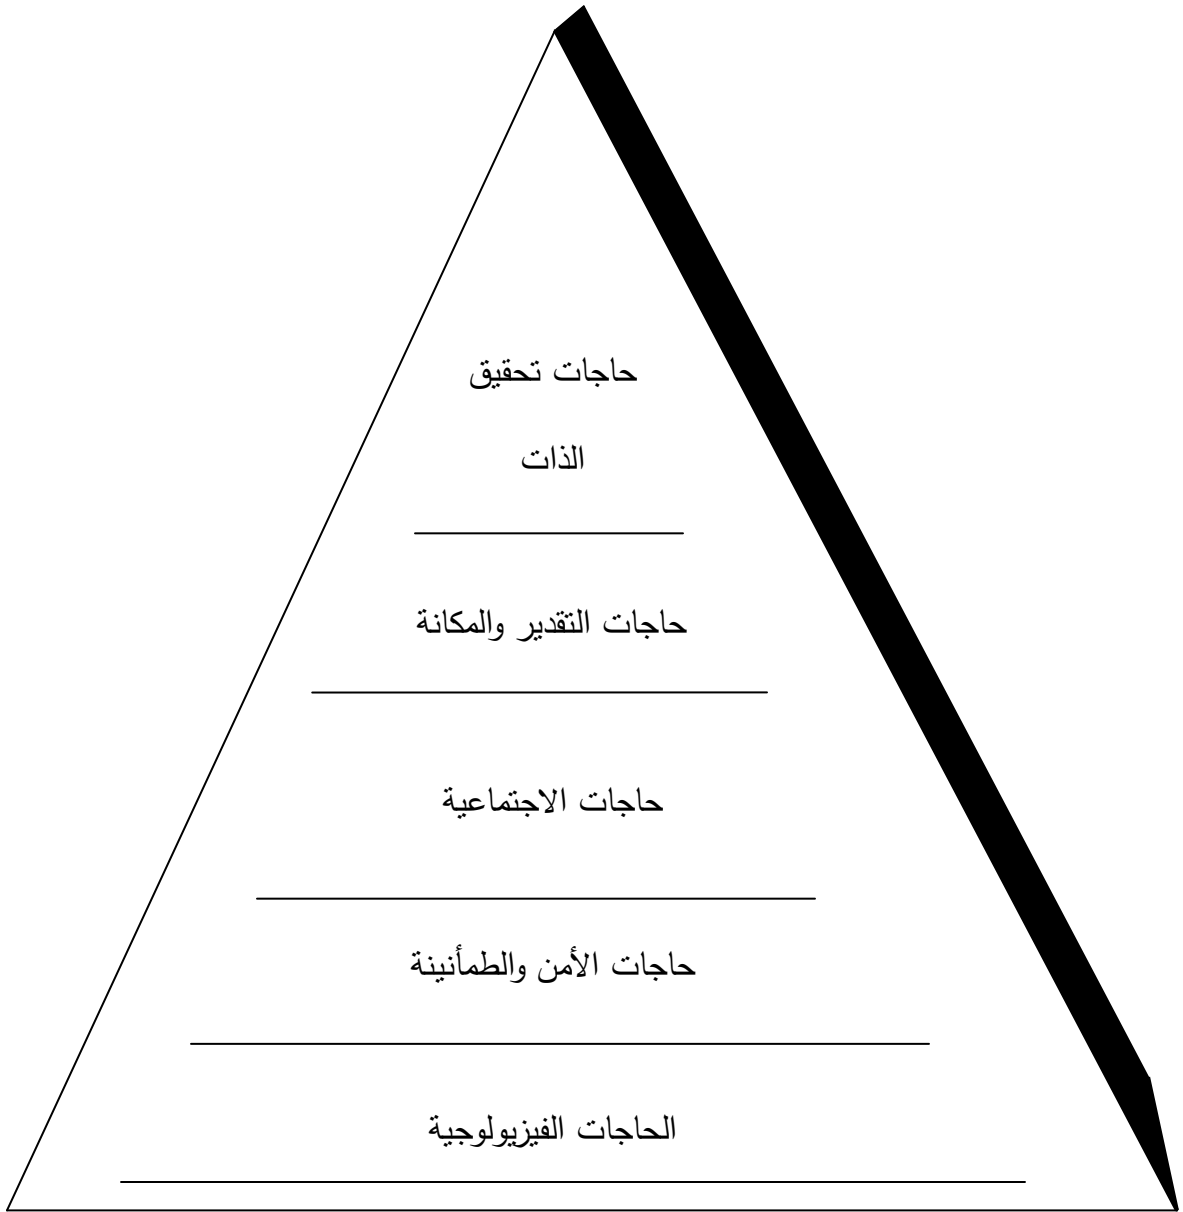 حاجات تحقيق
الذات
حاجات التقدير والمكانة
حاجات الاجتماعية
حاجات الأمن والطمأنينة
الحاجات الفيزيولوجية